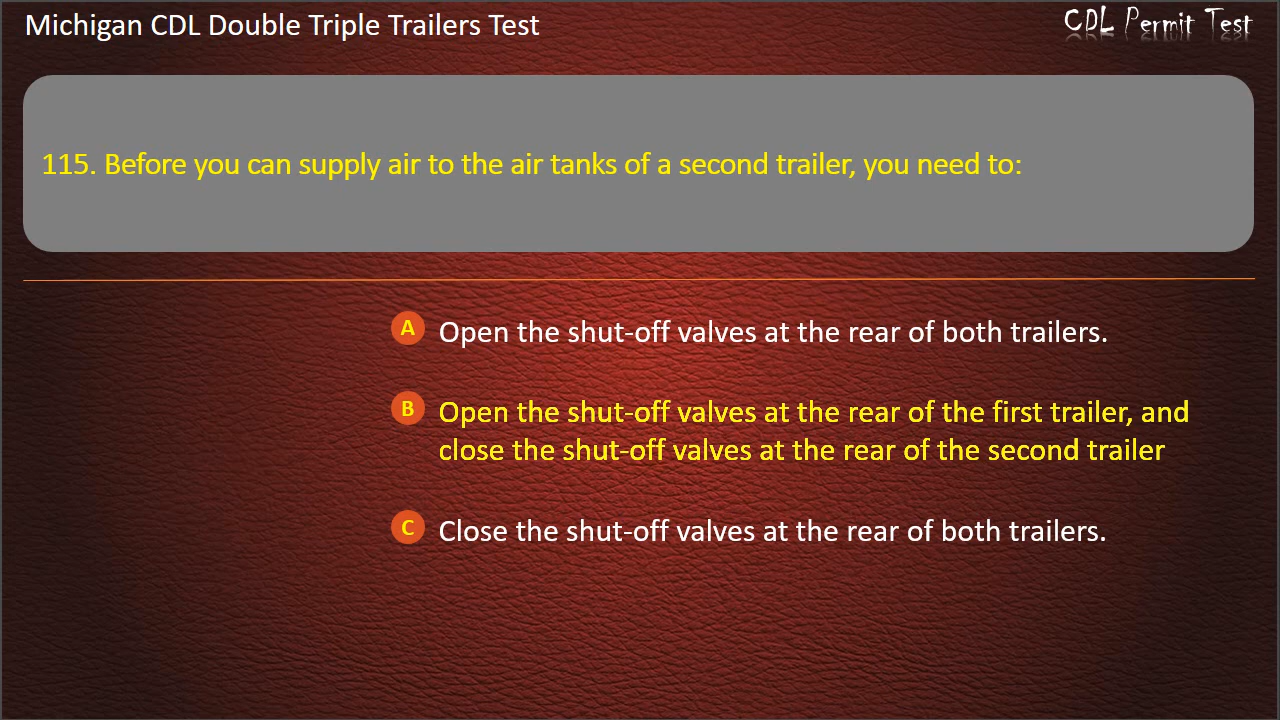 Michigan CDL Double Triple Trailers Test
CDL Permit Test
115. Before you can supply air to the air tanks of a second trailer, you need to:
A Open the shut-off valves at the rear of both trailers.
B Open the shut-off valves at the rear of the first trailer, and
close the shut-off valves at the rear of the second trailer
C Close the shut-off valves at the rear of both trailers.